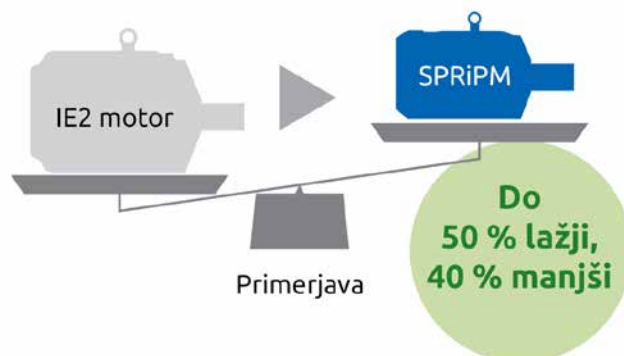 IE2 motor
SPRiPM
Primerjava
Do
50 % lažji,
40 % manjši